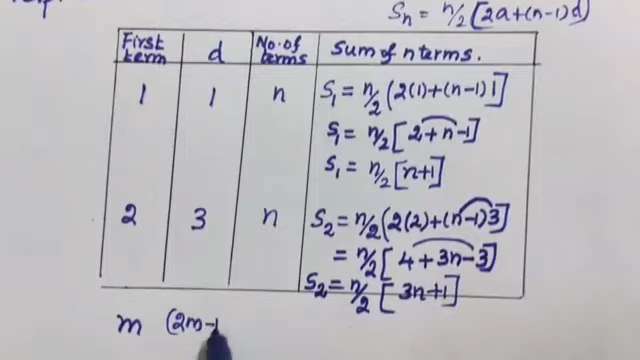 Sn = n/2 [2a+(n-1)d)
First term d No. of terms Sum of n terms.
1 1 n S1 = n/2 (2(1)+(n-1)1]
S1 = n/2 [2+n-1]
S1 = n/2 [n+1]
2 3 n S2 = n/2 (2(2)+(n-1)3]
= n/2 [4+3n-3]
S2 = n/2 [3n+1]
m (2m-1